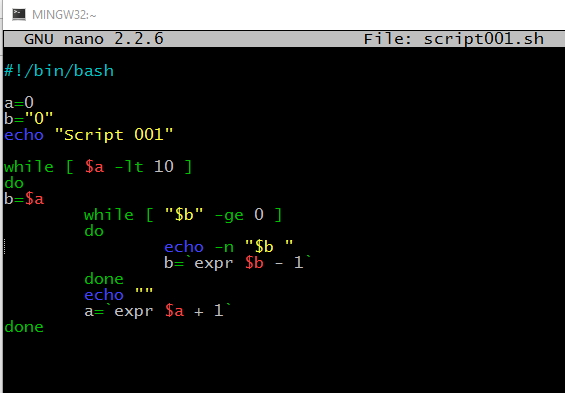 MINGW32:~
GNU nano 2.2.6 File: script001.sh
#!/bin/bash
a=0
b="0"
echo "Script 001"
while [ $a -lt 10 ]
do
b=$a
while [ "$b" -ge 0 ]
do
echo -n "$b "
b=`expr $b - 1`
done
echo ""
a=`expr $a + 1`
done